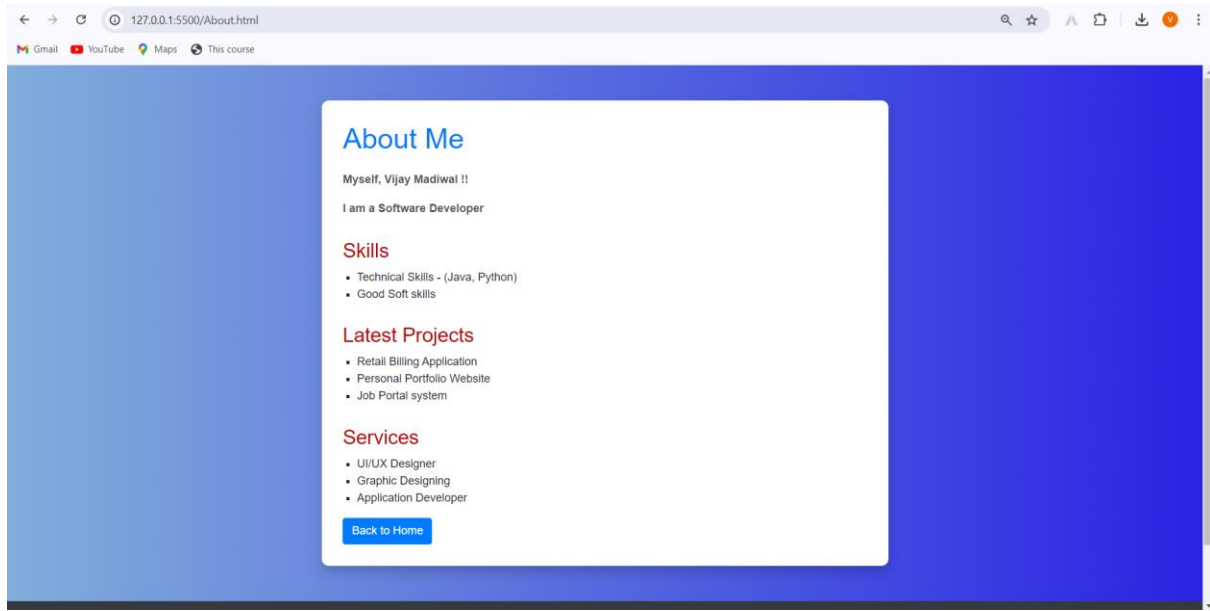 127.0.0.1:5500/About.html
V
Gmail YouTube Maps This course
About Me
Myself, Vijay Madiwal !!
I am a Software Developer
Skills
Technical Skills - (Java, Python)
Good Soft skills
Latest Projects
Retail Billing Application
Personal Portfolio Website
Job Portal system
Services
UI/UX Designer
Graphic Designing
Application Developer
Back to Home